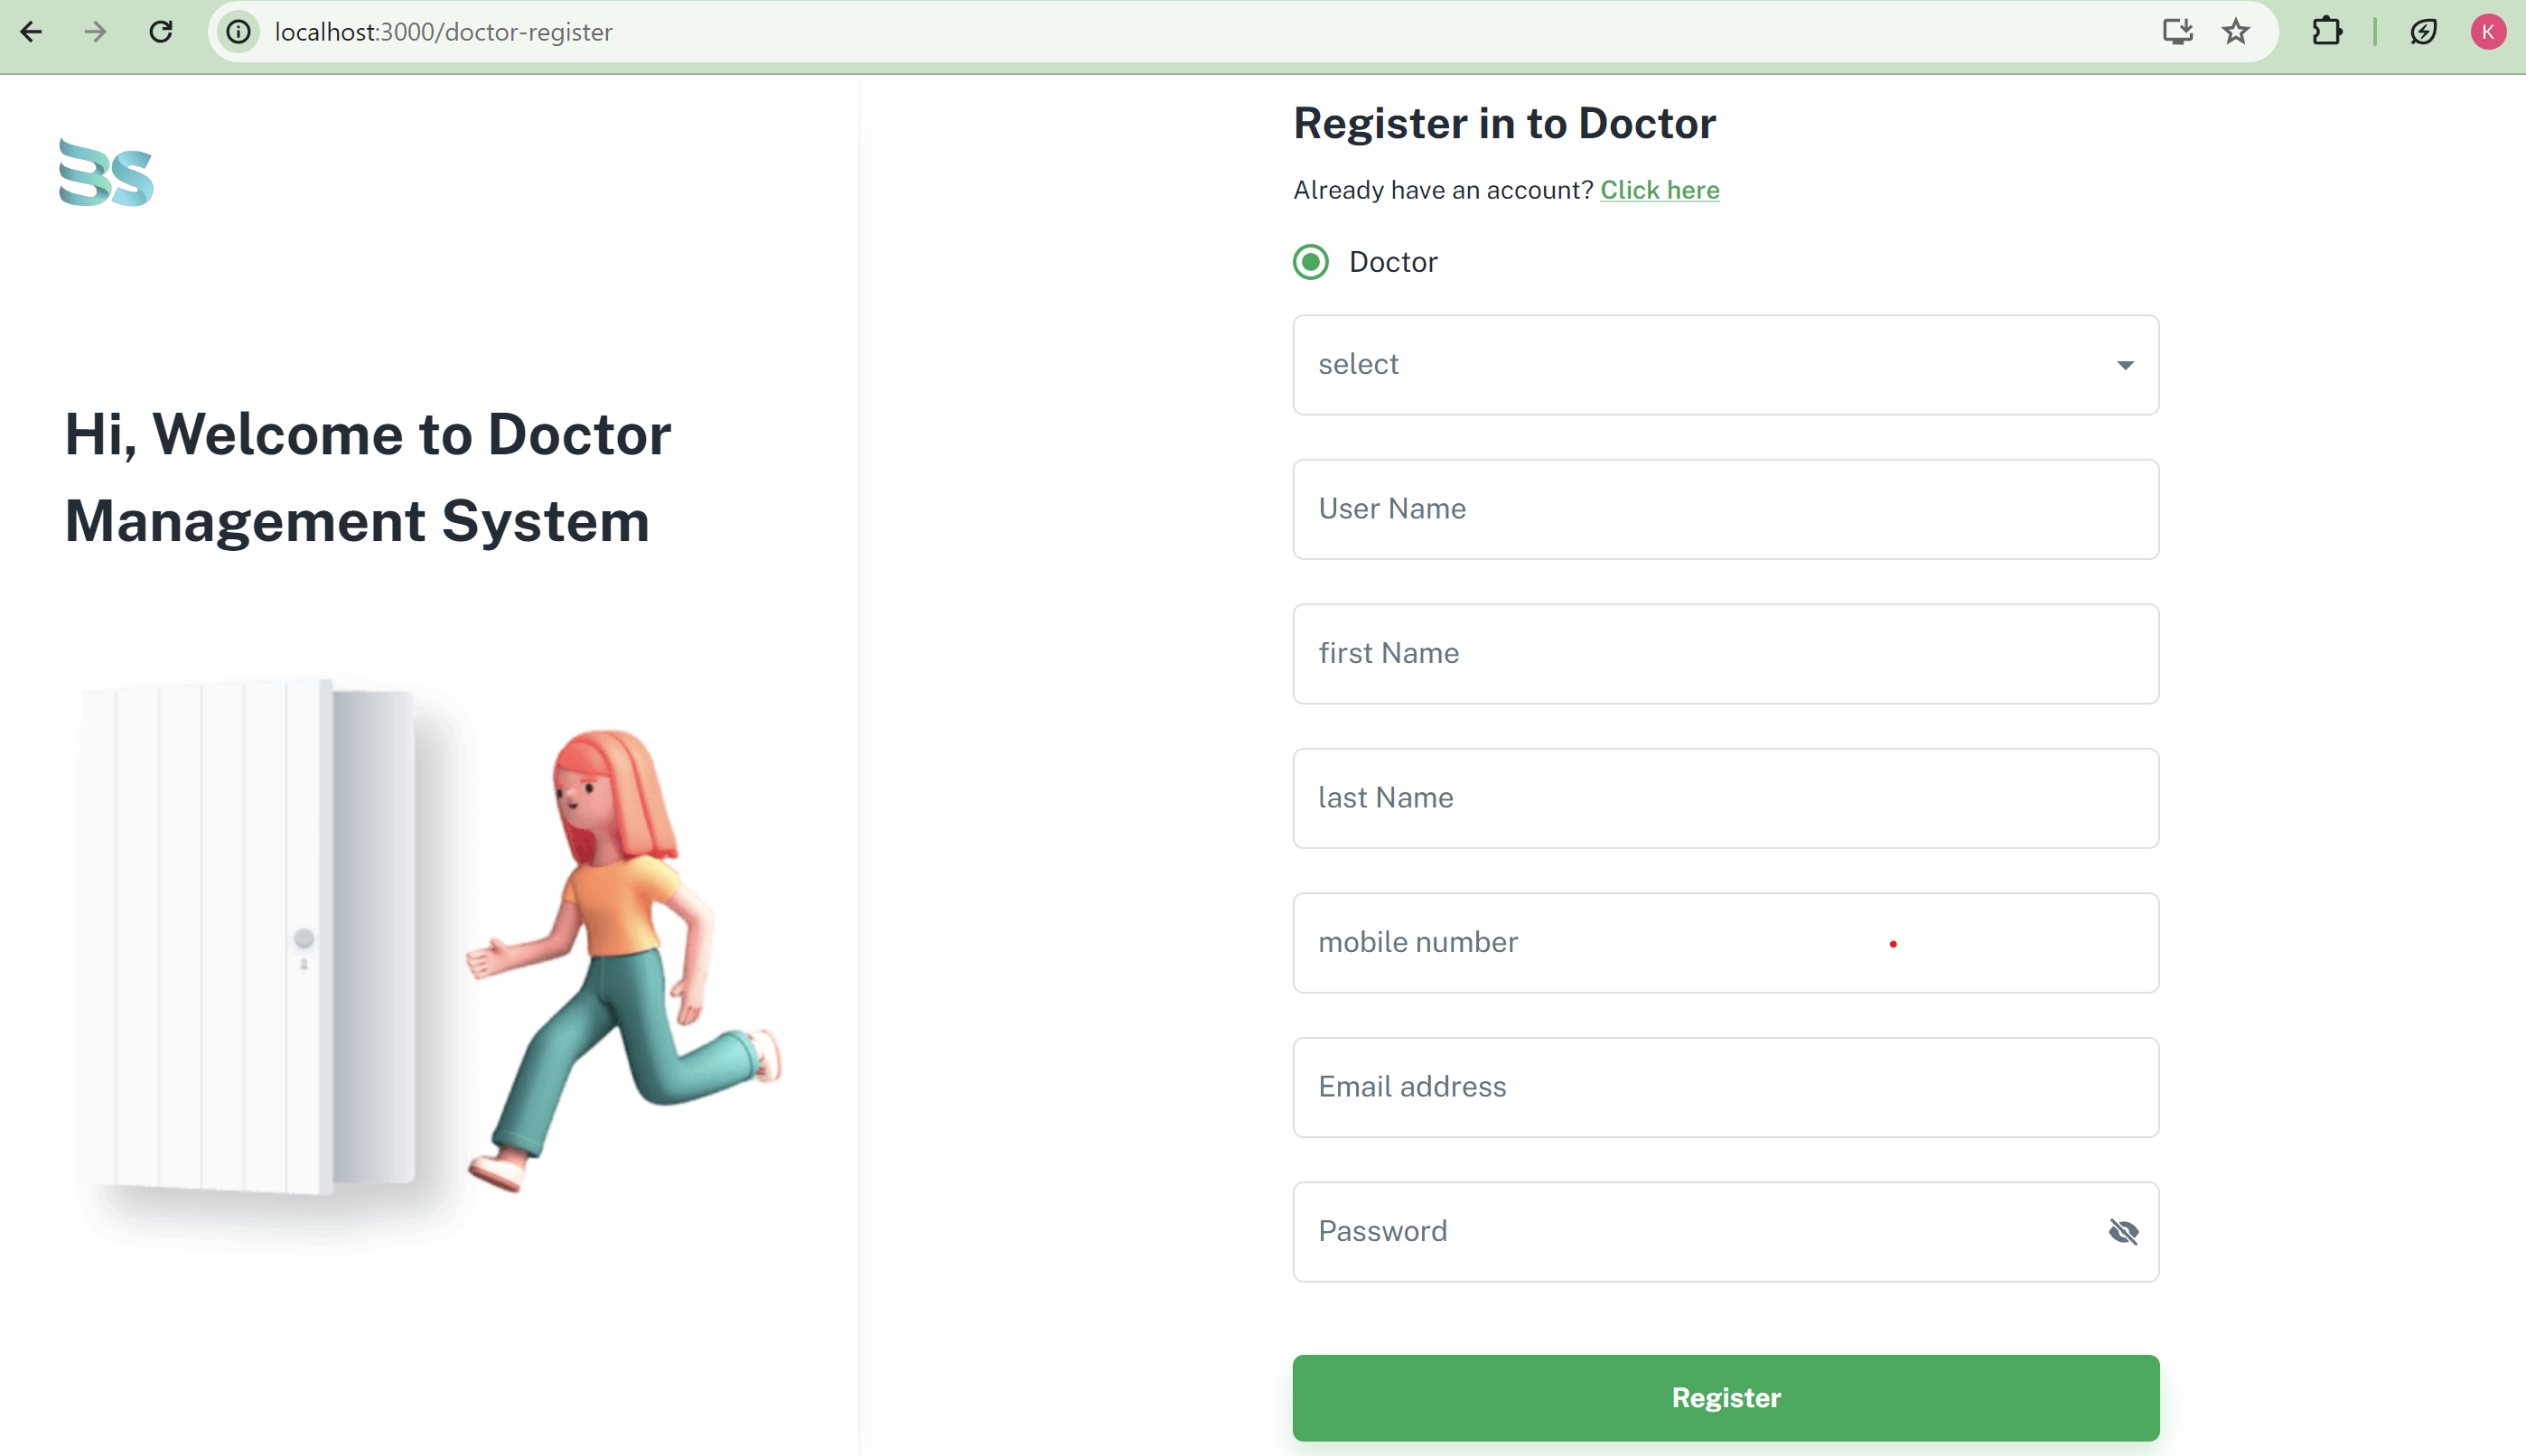 localhost:3000/doctor-register
K
BS
Hi, Welcome to Doctor
Management System
Register in to Doctor
Already have an account? Click here
Doctor
select
User Name
first Name
last Name
mobile number
Email address
Password
Register